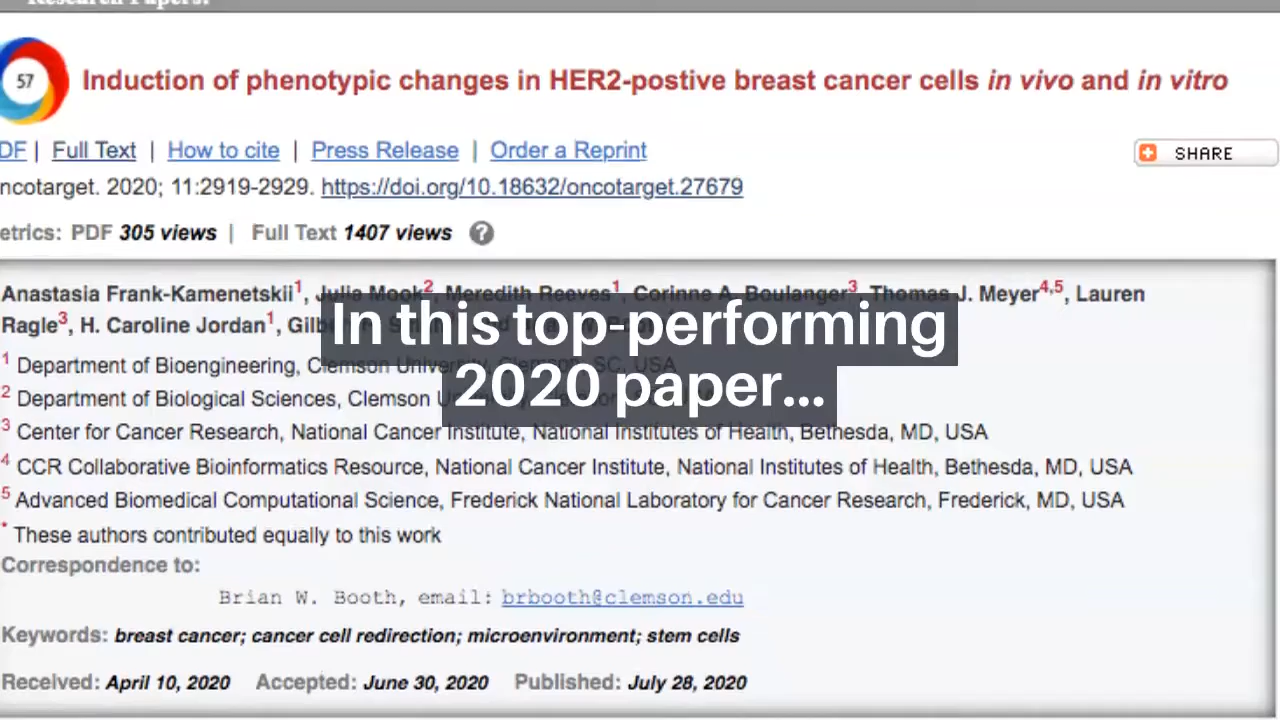 Research Papers:
57
Induction of phenotypic changes in HER2-postive breast cancer cells in vivo and in vitro
DF | Full Text | How to cite | Press Release | Order a Reprint
SHARE
ncotarget. 2020; 11:2919-2929. https://doi.org/10.18632/oncotarget.27679
etrics: PDF 305 views | Full Text 1407 views ?
Anastasia Frank-Kamenetskii1, Julia Mook2, Meredith Reeves1, Corinne A. Boulanger3, Thomas J. Meyer4,5, Lauren
Ragle3, H. Caroline Jordan1, Gilb
In this top-performing
2020 paper...
1 Department of Bioengineering, Clemson University, Clemson, SC, USA
2 Department of Biological Sciences, Clemson
3 Center for Cancer Research, National Cancer Institute, National Institutes of Health, Bethesda, MD, USA
4 CCR Collaborative Bioinformatics Resource, National Cancer Institute, National Institutes of Health, Bethesda, MD, USA
5 Advanced Biomedical Computational Science, Frederick National Laboratory for Cancer Research, Frederick, MD, USA
* These authors contributed equally to this work
Correspondence to:
Brian W. Booth, email: brbooth@clemson.edu
Keywords: breast cancer; cancer cell redirection; microenvironment; stem cells
Received: April 10, 2020 Accepted: June 30, 2020 Published: July 28, 2020